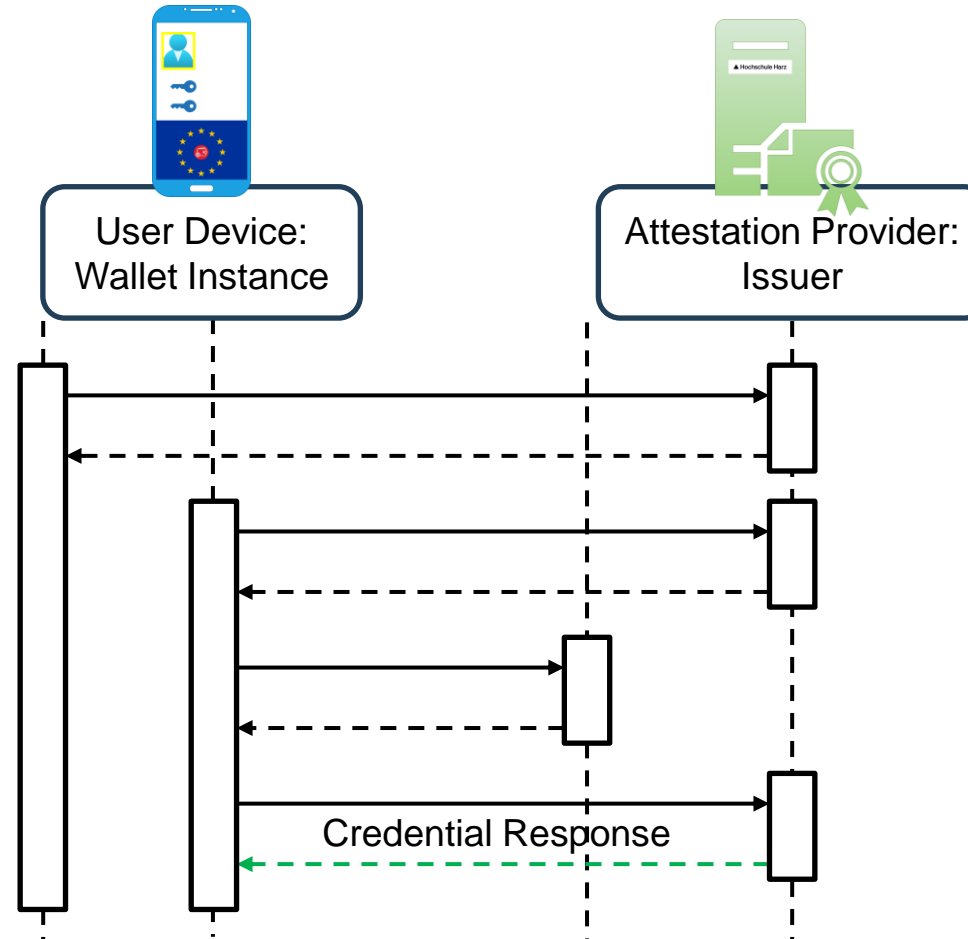 ▲ Hochschule Harz
User Device:
Wallet Instance
Attestation Provider:
Issuer
Credential Response